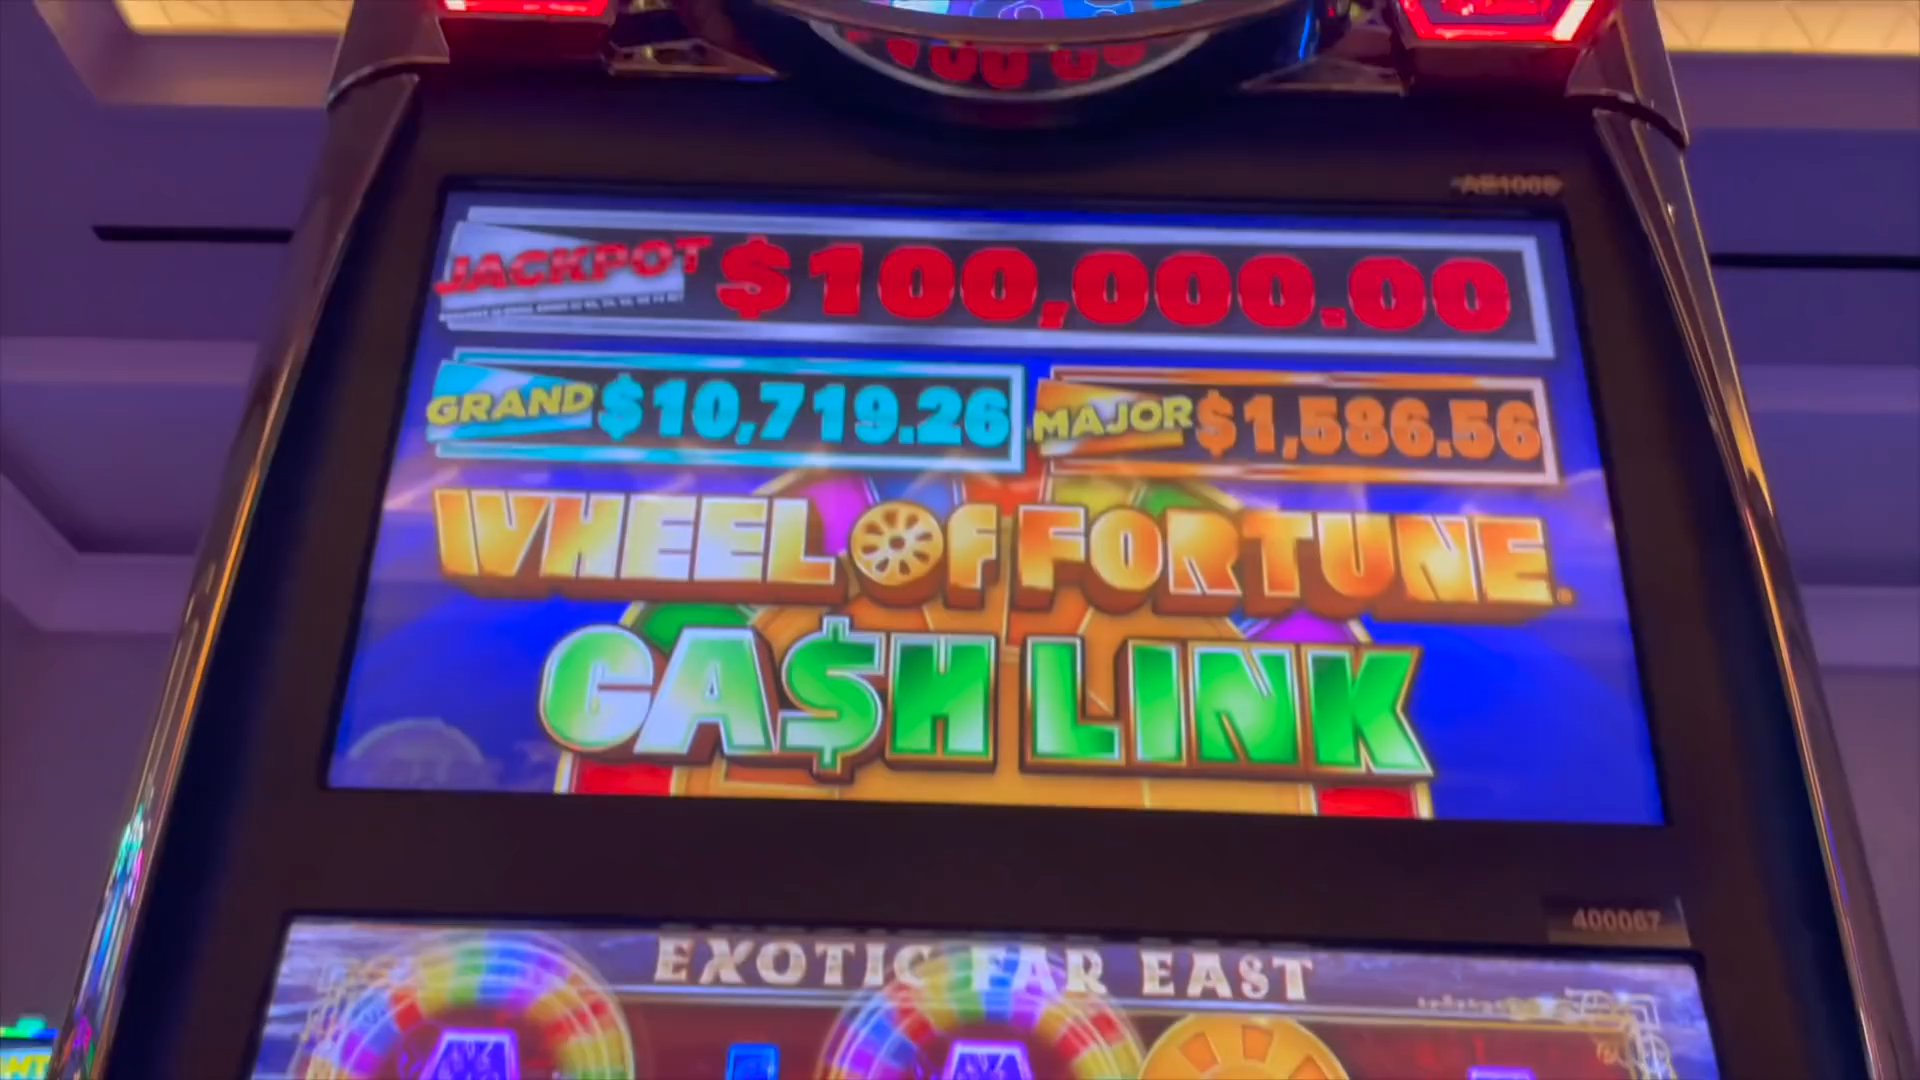 JACKPOT $100,000.00
GRAND $10,719.26 MAJOR $1,586.56
WHEEL OF FORTUNE
CA$H LINK
400067
EXOTIC FAR EAST